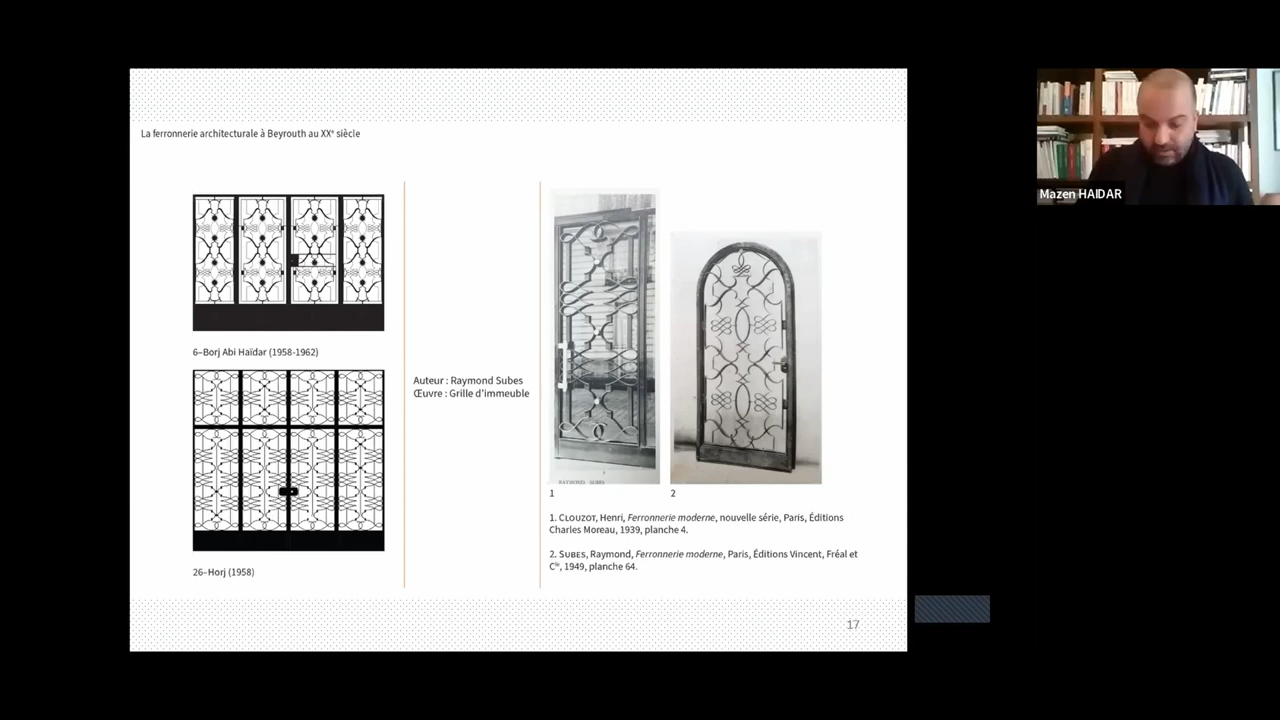 La ferronnerie architecturale à Beyrouth au XXᵉ siècle
6–Borj Abi Haïdar (1958-1962)
26–Horj (1958)
Auteur : Raymond Subes
Œuvre : Grille d'immeuble
RAYMOND SUBES
1
2
1. CLOUZOT, Henri, Ferronnerie moderne, nouvelle série, Paris, Éditions
Charles Moreau, 1939, planche 4.
2. SUBES, Raymond, Ferronnerie moderne, Paris, Éditions Vincent, Fréal et
Cⁱᵉ, 1949, planche 64.
17
Mazen HAIDAR